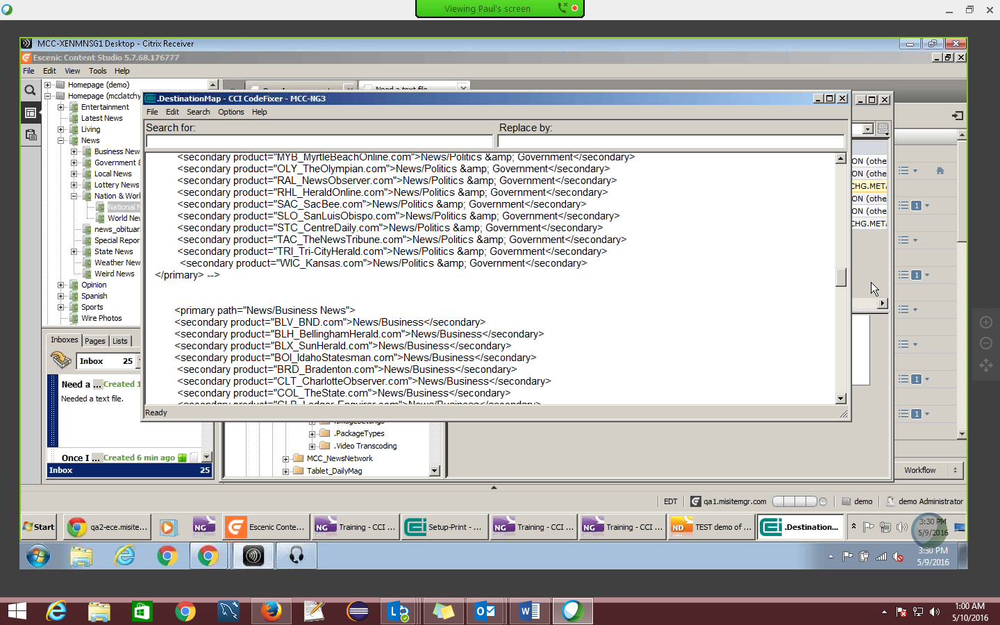 Viewing Paul's screen
MCC-XENMNSG1 Desktop - Citrix Receiver
Escenic Content Studio 5.7.68.176777
File Edit View Tools Help
Homepage (demo)
Homepage (mcclatchy
Entertainment
Latest News
Living
News
Business New
Government &
Local News
Lottery News
Nation & Worl
National N
World New
news_obituari
Special Repor
State News
Weather New
Weird News
Opinion
Spanish
Sports
Wire Photos
Need a text file
.DestinationMap - CCI CodeFixer - MCC-NG3
File Edit Search Options Help
Search for: Replace by:
<secondary product="MYB_MyrtleBeachOnline.com">News/Politics &amp; Government</secondary>
<secondary product="OLY_TheOlympian.com">News/Politics &amp; Government</secondary>
<secondary product="RAL_NewsObserver.com">News/Politics &amp; Government</secondary>
<secondary product="RHL_HeraldOnline.com">News/Politics &amp; Government</secondary>
<secondary product="SAC_SacBee.com">News/Politics &amp; Government</secondary>
<secondary product="SLO_SanLuisObispo.com">News/Politics &amp; Government</secondary>
<secondary product="STC_CentreDaily.com">News/Politics &amp; Government</secondary>
<secondary product="TAC_TheNewsTribune.com">News/Politics &amp; Government</secondary>
<secondary product="TRI_Tri-CityHerald.com">News/Politics &amp; Government</secondary>
<secondary product="WIC_Kansas.com">News/Politics &amp; Government</secondary>
</primary> -->
<primary path="News/Business News">
<secondary product="BLV_BND.com">News/Business</secondary>
<secondary product="BLH_BellinghamHerald.com">News/Business</secondary>
<secondary product="BLX_SunHerald.com">News/Business</secondary>
<secondary product="BOI_IdahoStatesman.com">News/Business</secondary>
<secondary product="BRD_Bradenton.com">News/Business</secondary>
<secondary product="CLT_CharlotteObserver.com">News/Business</secondary>
<secondary product="COL_TheState.com">News/Business</secondary>
Ready
ON (othe
CHG.META
ON (othe
ON (othe
CHG.META
1
1
1
1
Inboxes Pages Lists
Inbox 25
Need a ... Created 1
Needed a text file.
Once I ... Created 6 min ago
Inbox 25
.ImageSettings
.PackageTypes
.Video Transcoding
MCC_NewsNetwork
Tablet_DailyMag
Workflow
EDT qa1.misitemgr.com demo demo Administrator
Start qa2-ece.misite... NG Escenic Conte... NG Training - CCI ... Setup-Print - ... NG Training - CCI ... NG Training - CCI ... ND TEST demo of ... .Destination... 3:30 PM
5/9/2016
3:30 PM
5/9/2016
1:00 AM
5/10/2016